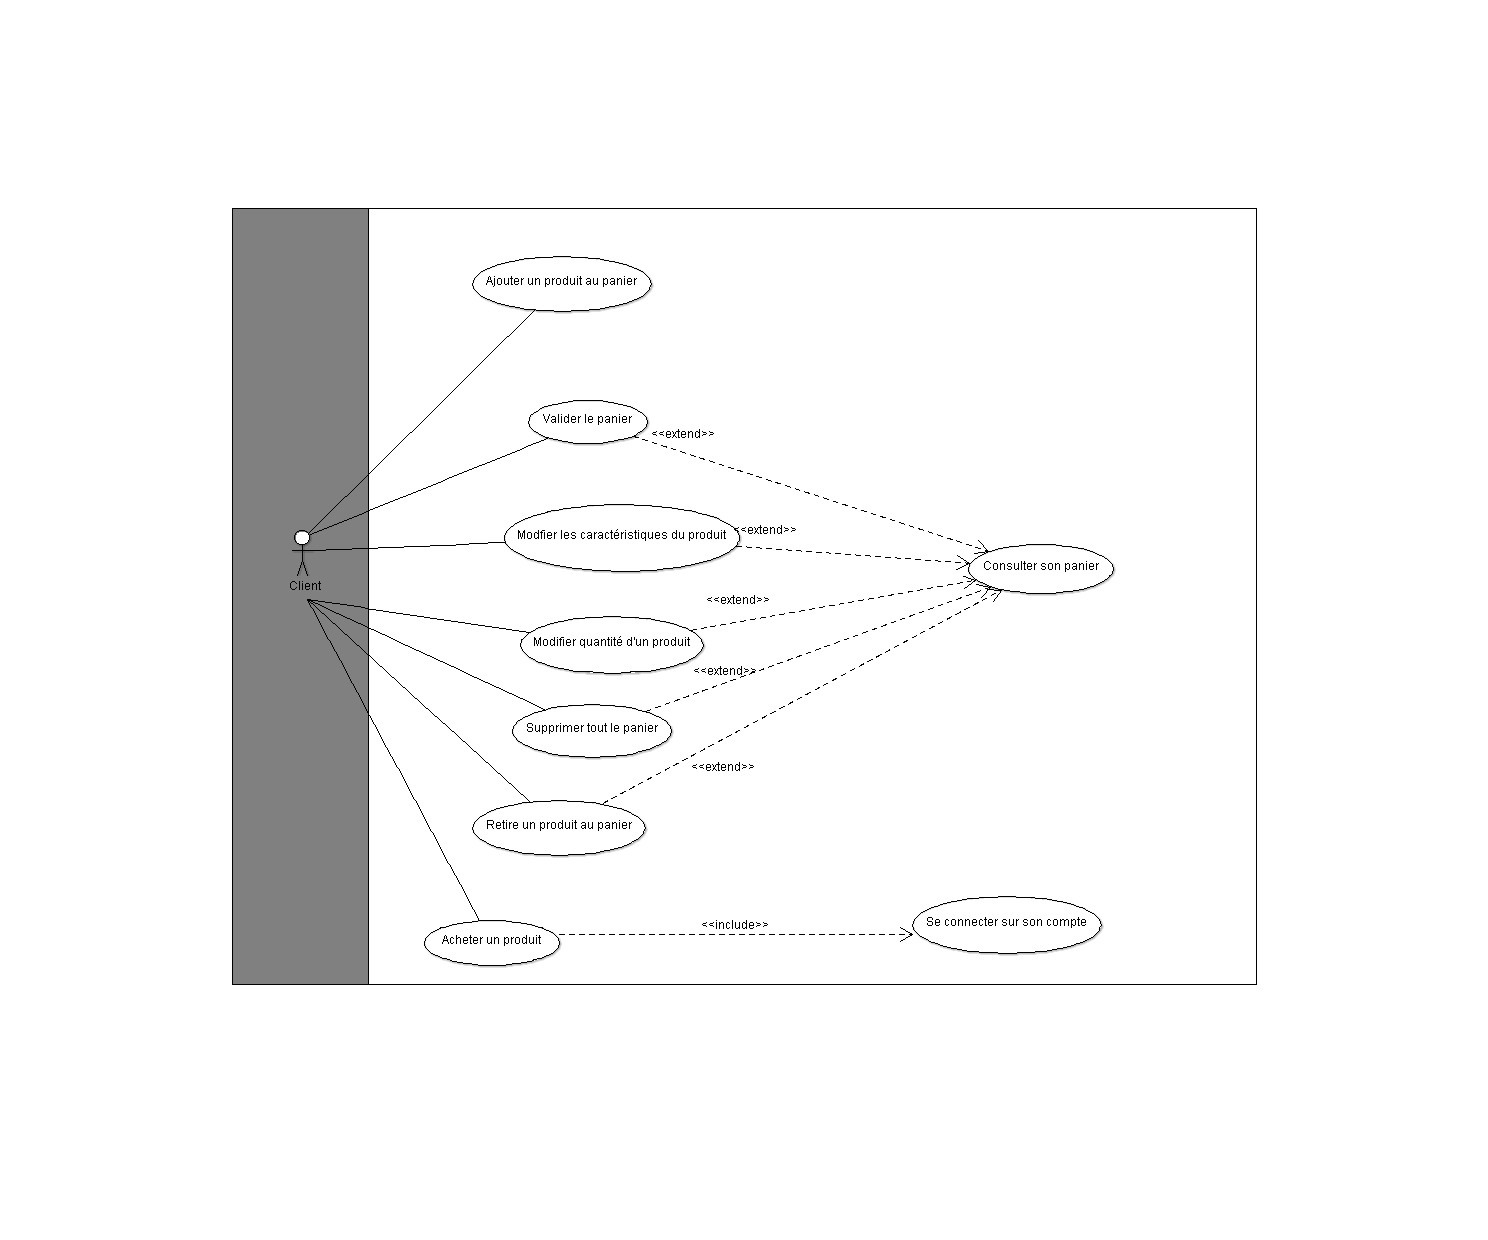 Ajouter un produit au panier
Valider le panier
<<extend>>
Modfier les caractéristiques du produit
<<extend>>
Consulter son panier
Client
<<extend>>
Modifier quantité d'un produit
<<extend>>
Supprimer tout le panier
<<extend>>
Retire un produit au panier
Se connecter sur son compte
<<include>>
Acheter un produit